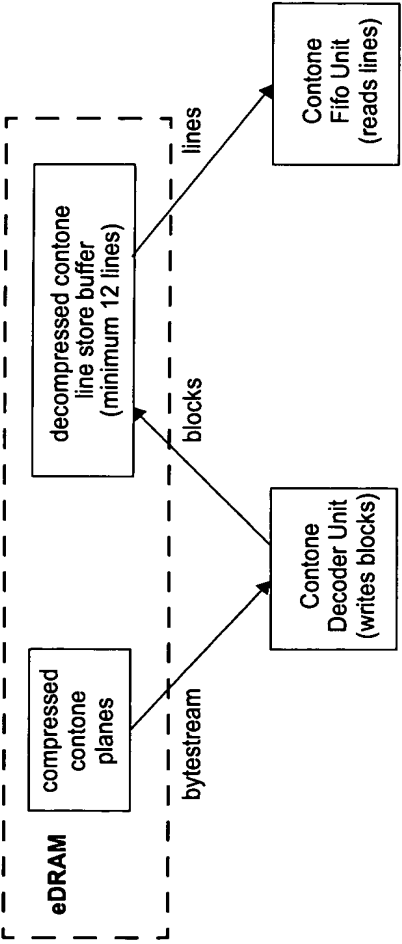 eDRAM
compressed
contone
planes
decompressed contone
line store buffer
(minimum 12 lines)
bytestream
blocks
lines
Contone
Decoder Unit
(writes blocks)
Contone
Fifo Unit
(reads lines)